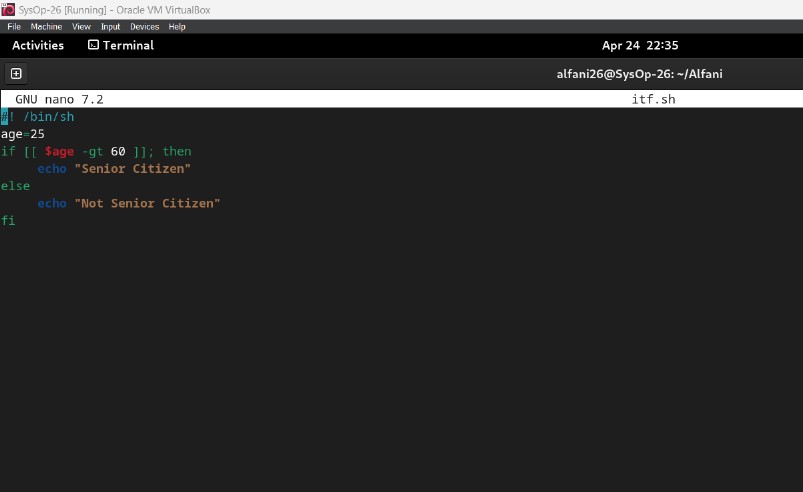 SysOp-26 [Running] - Oracle VM VirtualBox
File Machine View Input Devices Help
Activities Terminal Apr 24 22:35
alfani26@SysOp-26: ~/Alfani
GNU nano 7.2 itf.sh
#! /bin/sh
age=25
if [[ $age -gt 60 ]]; then
echo "Senior Citizen"
else
echo "Not Senior Citizen"
fi